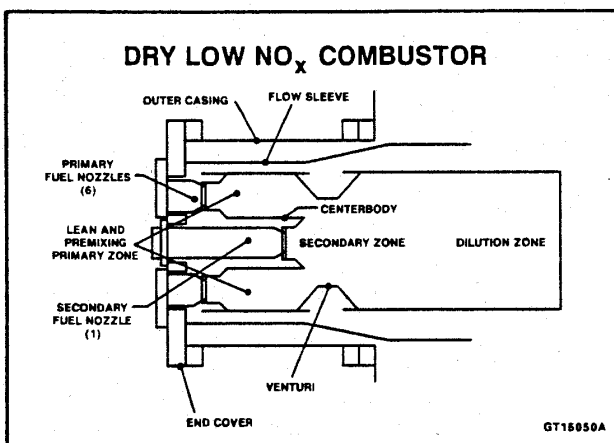 DRY LOW NOx COMBUSTOR
OUTER CASING
FLOW SLEEVE
PRIMARY
FUEL NOZZLES
(6)
CENTERBODY
LEAN AND
PREMIXING
PRIMARY ZONE
SECONDARY ZONE
DILUTION ZONE
SECONDARY
FUEL NOZZLE
(1)
VENTURI
END COVER
GT15050A